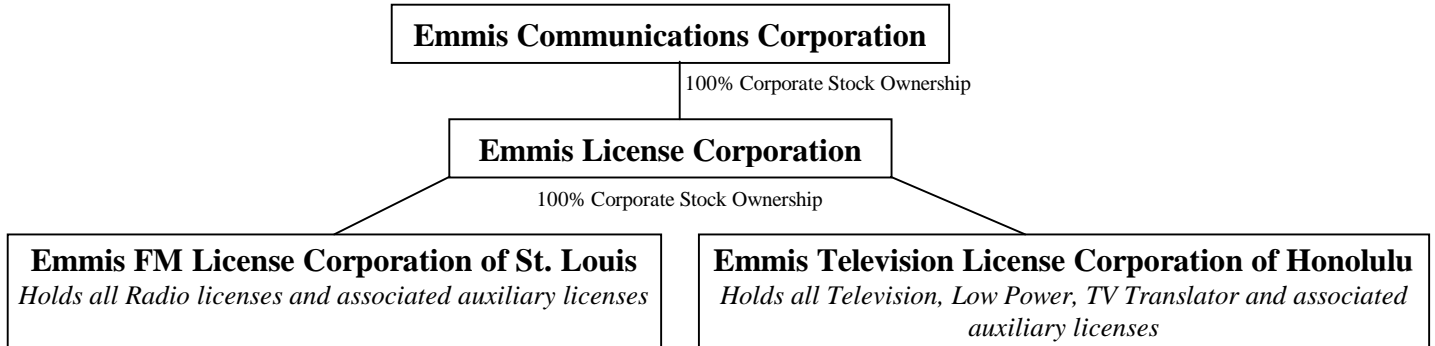 Emmis Communications Corporation
100% Corporate Stock Ownership
Emmis License Corporation
100% Corporate Stock Ownership
Emmis FM License Corporation of St. Louis
Holds all Radio licenses and associated auxiliary licenses
Emmis Television License Corporation of Honolulu
Holds all Television, Low Power, TV Translator and associated
auxiliary licenses